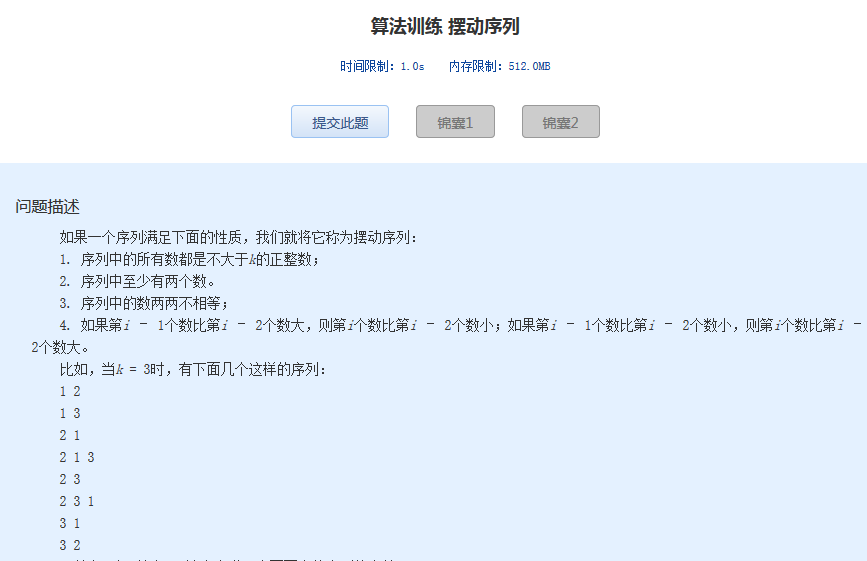 算法训练 摆动序列
时间限制：1.0s 内存限制：512.0MB
提交此题 锦囊1 锦囊2
问题描述
如果一个序列满足下面的性质，我们就将它称为摆动序列：
1. 序列中的所有数都是不大于k的正整数；
2. 序列中至少有两个数。
3. 序列中的数两两不相等；
4. 如果第i - 1个数比第i - 2个数大，则第i个数比第i - 2个数小；如果第i - 1个数比第i - 2个数小，则第i个数比第i -
2个数大。
比如，当k = 3时，有下面几个这样的序列：
1 2
1 3
2 1
2 1 3
2 3
2 3 1
3 1
3 2